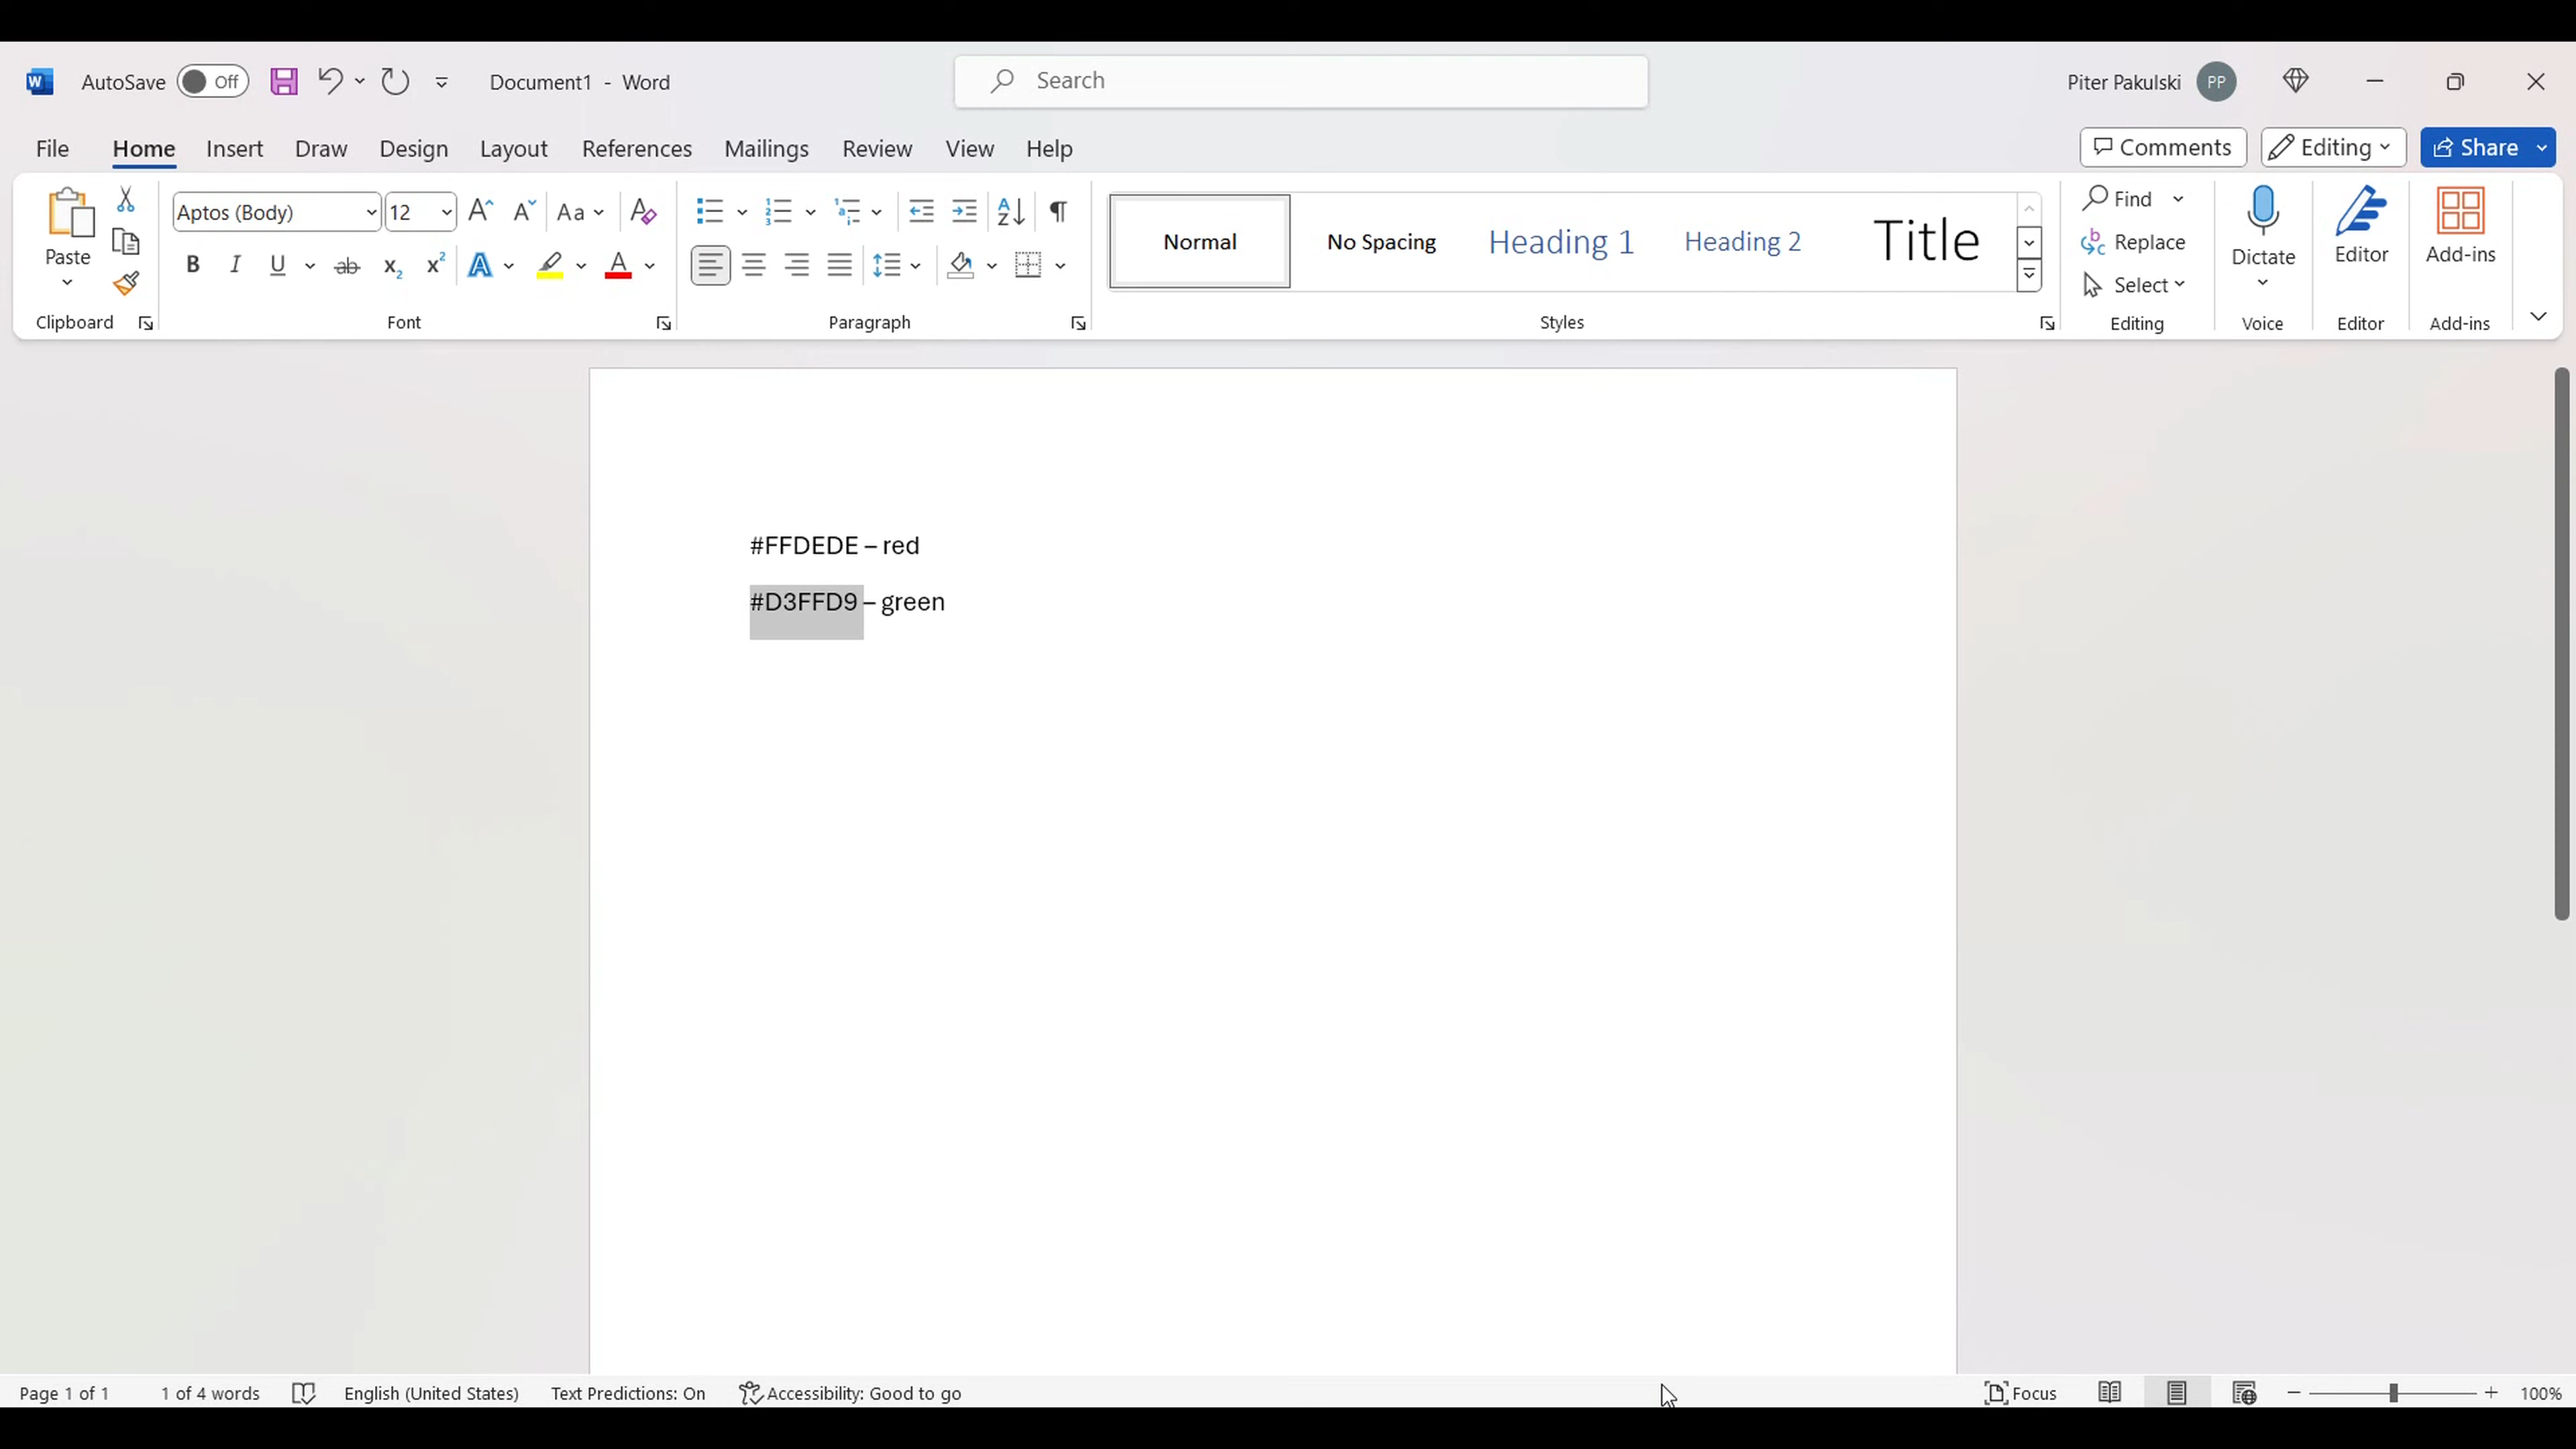 AutoSave Off Document1 - Word Search Piter Pakulski PP
File Home Insert Draw Design Layout References Mailings Review View Help Comments Editing Share
Paste Aptos (Body) 12 Aa Normal No Spacing Heading 1 Heading 2 Title Find Replace Select Dictate Editor Add-ins
Clipboard Font Paragraph Styles Editing Voice Editor Add-ins
#FFDEDE – red
#D3FFD9 – green
Page 1 of 1 1 of 4 words English (United States) Text Predictions: On Accessibility: Good to go Focus 100%